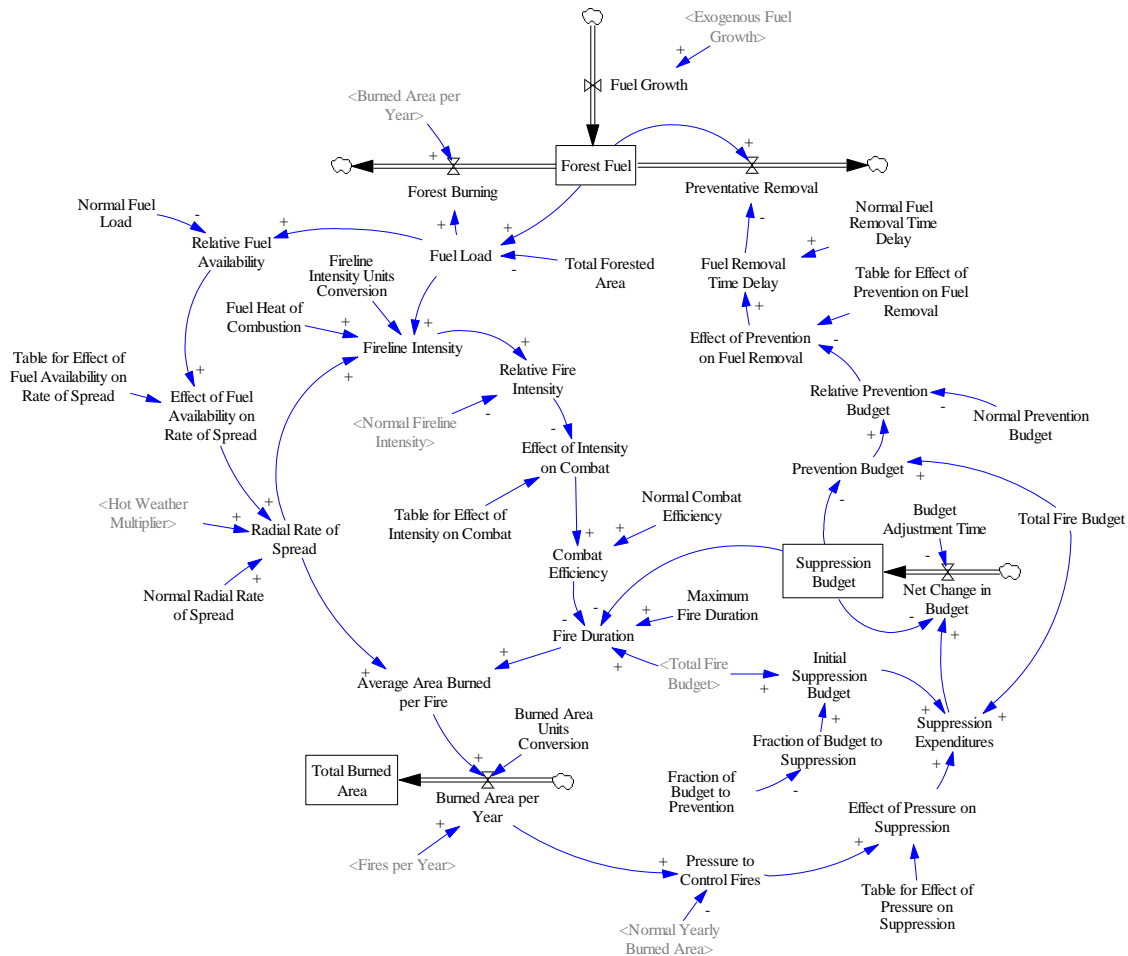 <Exogenous Fuel
Growth>
+
Fuel Growth
<Burned Area per
Year>
+
+
Forest Fuel
Forest Burning
Preventative Removal
Normal Fuel
Load
-
+
+
+
-
Normal Fuel
Removal Time
Delay
+
Relative Fuel
Availability
Fuel Load
-
Total Forested
Area
Fuel Removal
Time Delay
+
Fireline
Intensity Units
Conversion
Table for Effect of
Prevention on Fuel
Removal
Fuel Heat of
Combustion
+
+
+
Effect of Prevention
on Fuel Removal
-
Fireline Intensity
+
+
Relative Fire
Intensity
Table for Effect of
Fuel Availability on
Rate of Spread
+
Effect of Fuel
Availability on
Rate of Spread
<Normal Fireline
Intensity>
-
-
Relative Prevention
Budget
-
Normal Prevention
Budget
Effect of Intensity
on Combat
+
Prevention Budget
+
<Hot Weather
Multiplier>
+
+
Radial Rate of
Spread
Table for Effect of
Intensity on Combat
Normal Combat
Efficiency
+
+
-
Budget
Adjustment Time
-
Total Fire Budget
Combat
Efficiency
Suppression
Budget
Net Change in
Budget
Normal Radial Rate
of Spread
+
Maximum
Fire Duration
+
-
-
-
+
Fire Duration
+
+
<Total Fire
Budget>
+
Initial
Suppression
Budget
+
Average Area Burned
per Fire
+
+
+
Suppression
Expenditures
Burned Area
Units
Conversion
Fraction of Budget to
Suppression
+
Total Burned
Area
+
Fraction of
Budget to
Prevention
-
Burned Area per
Year
+
<Fires per Year>
Effect of Pressure on
Suppression
+
+
Pressure to
Control Fires
-
<Normal Yearly
Burned Area>
Table for Effect of
Pressure on
Suppression